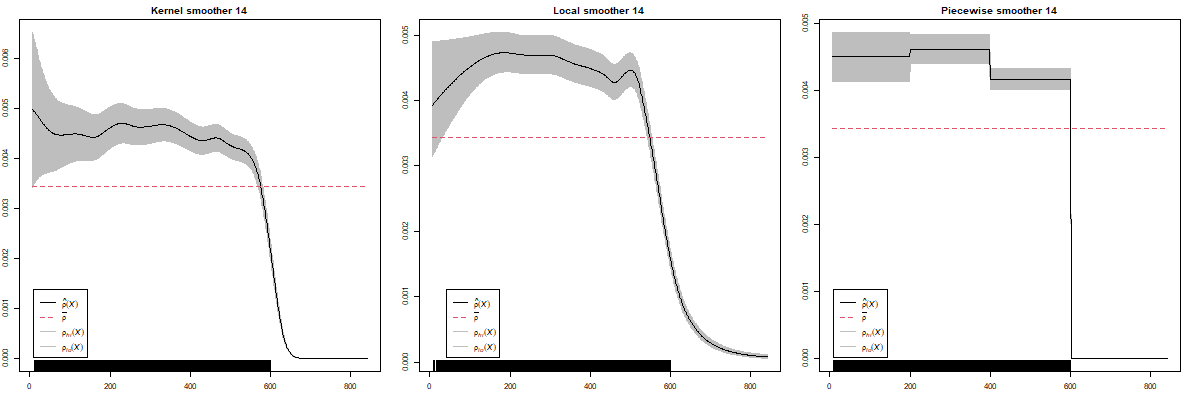 Kernel smoother 14
0.006
0.005
0.004
0.003
0.002
0.001
0.000
0 200 400 600 800
ρ̂(X)
ρ̄
ρhi(X)
ρlo(X)
Local smoother 14
0.005
0.004
0.003
0.002
0.001
0.000
0 200 400 600 800
ρ̂(X)
ρ̄
ρhi(X)
ρlo(X)
Piecewise smoother 14
0.005
0.004
0.003
0.002
0.001
0.000
0 200 400 600 800
ρ̂(X)
ρ̄
ρhi(X)
ρlo(X)